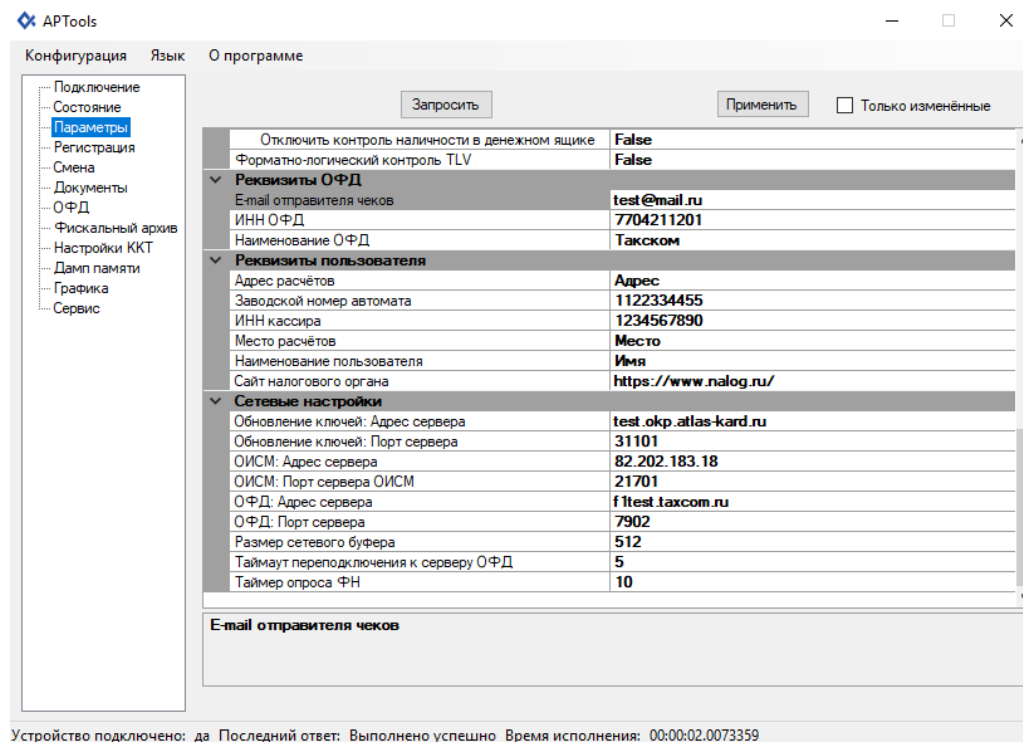 APTools
Конфигурация Язык О программе
Подключение
Состояние
Параметры
Регистрация
Смена
Документы
ОФД
Фискальный архив
Настройки ККТ
Дамп памяти
Графика
Сервис
Запросить Применить Только изменённые
Отключить контроль наличности в денежном ящике False
Форматно-логический контроль TLV False
Реквизиты ОФД
E-mail отправителя чеков test@mail.ru
ИНН ОФД 7704211201
Наименование ОФД Такском
Реквизиты пользователя
Адрес расчётов Адрес
Заводской номер автомата 1122334455
ИНН кассира 1234567890
Место расчётов Место
Наименование пользователя Имя
Сайт налогового органа https://www.nalog.ru/
Сетевые настройки
Обновление ключей: Адрес сервера test.okp.atlas-kard.ru
Обновление ключей: Порт сервера 31101
ОИСМ: Адрес сервера 82.202.183.18
ОИСМ: Порт сервера ОИСМ 21701
ОФД: Адрес сервера f1test.taxcom.ru
ОФД: Порт сервера 7902
Размер сетевого буфера 512
Таймаут переподключения к серверу ОФД 5
Таймер опроса ФН 10
E-mail отправителя чеков
Устройство подключено: да Последний ответ: Выполнено успешно Время исполнения: 00:00:02.0073359